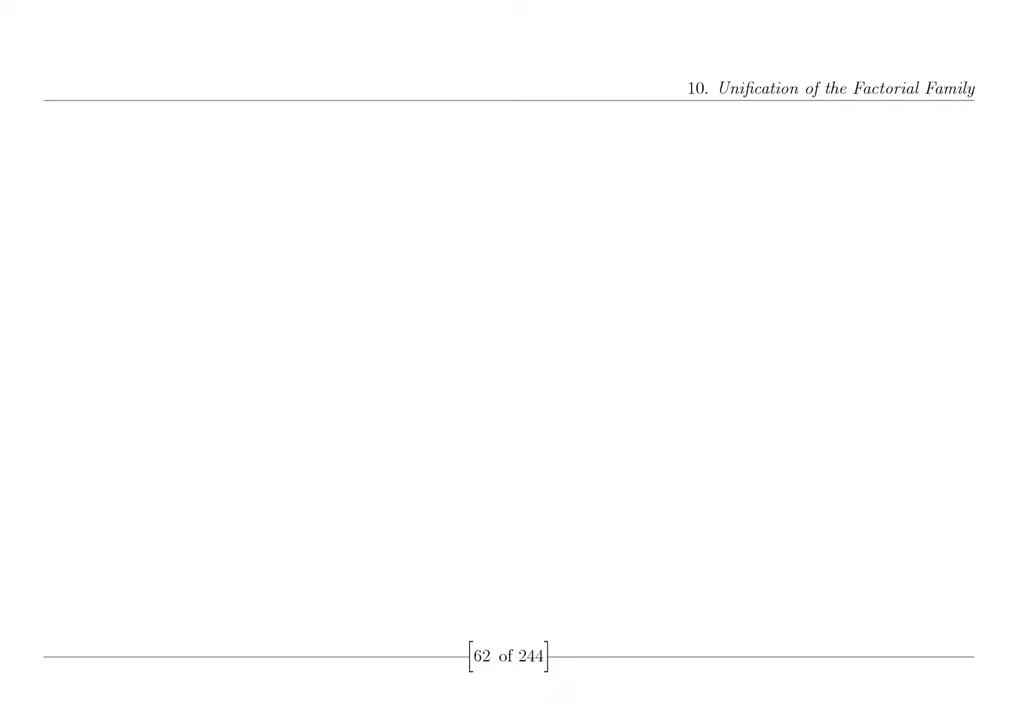 10. Unification of the Factorial Family
[62 of 244]